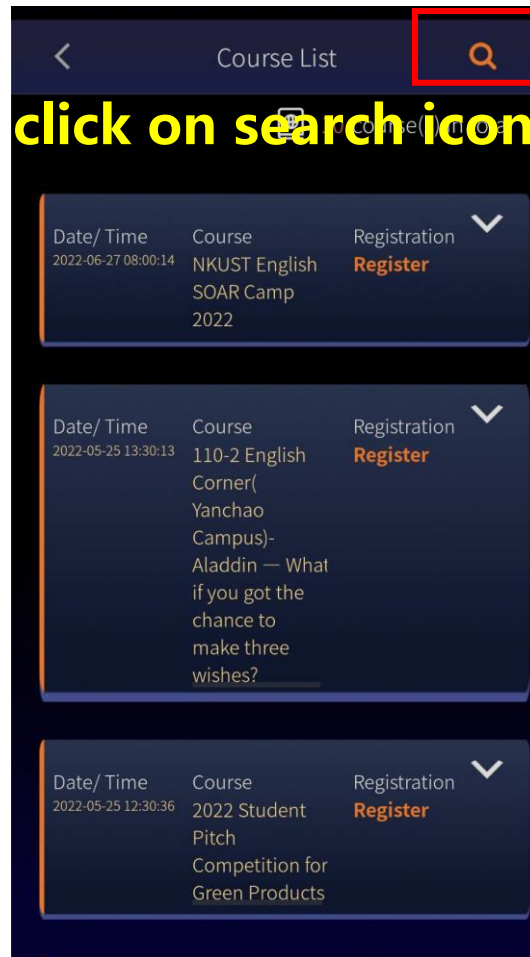 Course List
click on search icon
Date/ Time
2022-06-27 08:00:14
Course
NKUST English
SOAR Camp
2022
Registration
Register
Date/ Time
2022-05-25 13:30:13
Course
110-2 English
Corner(
Yanchao
Campus)-
Aladdin — What
if you got the
chance to
make three
wishes?
Registration
Register
Date/ Time
2022-05-25 12:30:36
Course
2022 Student
Pitch
Competition for
Green Products
Registration
Register